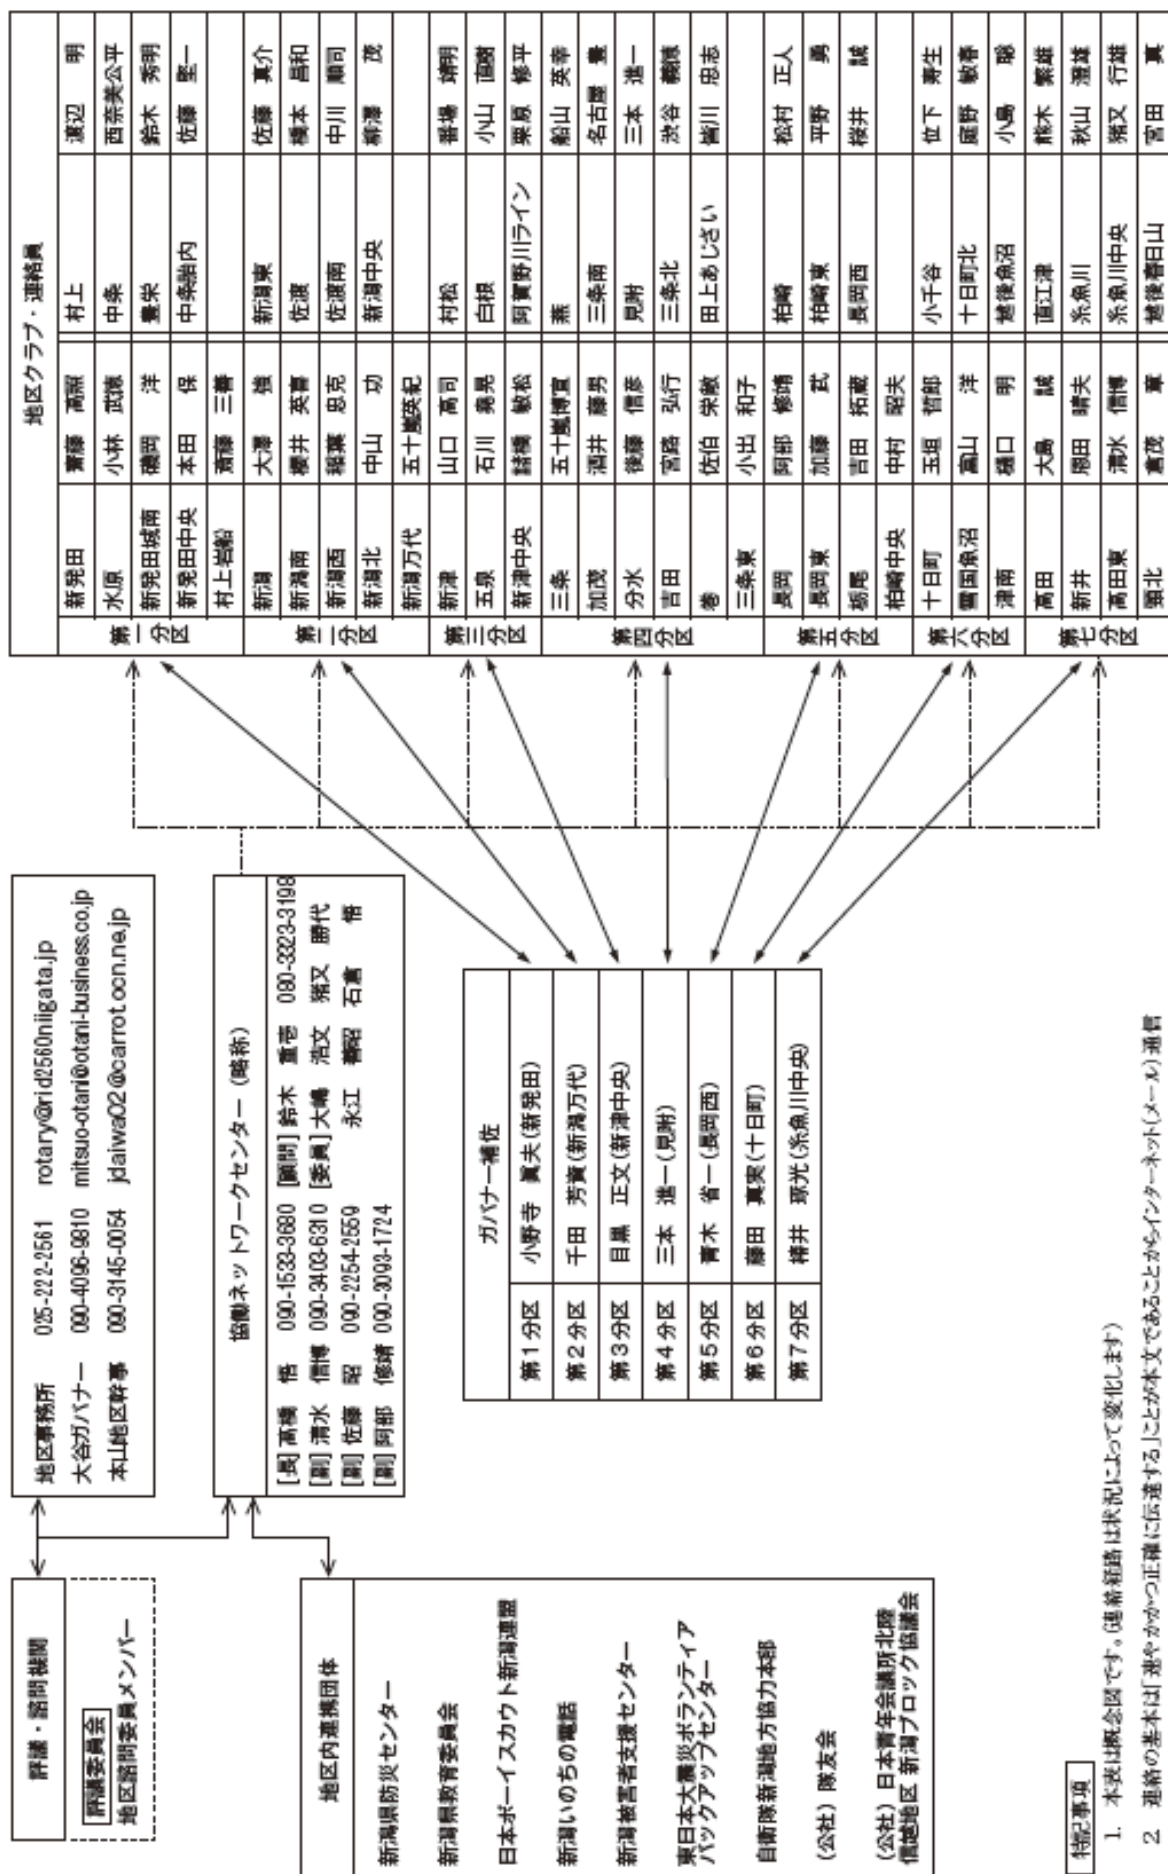 評議・諮問機関
評議委員会
地区諮問委員メンバー
地区事務所 025-222-2561 rotary@rid2560niigata.jp
大谷ガバナー 090-4096-9810 mitsuo-otani@otani-business.co.jp
本山地区幹事 090-3145-0054 jdaiwa02@carrot.ocn.ne.jp
協働ネットワークセンター(略称)
[長] 髙橋 悟 090-1533-3680 [顧問] 鈴木 重壱 090-3323-3198
[副] 清水 信博 090-3403-6310 [委員] 大嶋 浩文 猪又 勝代
[副] 佐藤 昭 090-2254-2559 永江 石倉 悟
[副] 阿部 修靖 090-3093-1724
地区内連携団体
新潟県防災センター
新潟県教育委員会
日本ボーイスカウト新潟連盟
新潟いのちの電話
新潟被害者支援センター
東日本大震災ボランティア
バックアップセンター
自衛隊新潟地方協力本部
(公社)隊友会
(公社)日本青年会議所北陸
信越地区 新潟ブロック協議会
ガバナー補佐
第1分区 小野寺 眞夫(新発田)
第2分区 千田 芳資(新潟万代)
第3分区 目黒 正文(新津中央)
第4分区 三本 進一(見附)
第5分区 青木 省一(長岡西)
第6分区 藤田 真実(十日町)
第7分区 樽井 琢光(糸魚川中央)
地区クラブ・連絡員
第一分区
新発田 齋藤 高照 村上 渡辺 明
水原 小林 武徳 中条 西奈美公平
新発田城南 磯岡 洋 豊栄 鈴木 秀明
新発田中央 本田 保 中条胎内 佐藤 堅一
村上岩船 齋藤 三善
第二分区
新潟 大澤 強 新潟東 佐藤 真介
新潟南 櫻井 英喜 佐渡 橋本 昌和
新潟西 稲葉 忠克 佐渡南 中川 順司
新潟北 中山 功 新潟中央 柳澤 茂
新潟万代 五十嵐英紀
第三分区
新津 山口 高司 村松 番場 靖明
五泉 石川 堯晃 白根 小山 直樹
新津中央 諸橋 敏松 阿賀野川ライン 栗原 修平
第四分区
三条 五十嵐博宣 燕 船山 英幸
加茂 酒井 藤男 三条南 名古屋 豊
分水 後藤 信彦 見附 三本 進一
吉田 宮路 弘行 三条北 渋谷 義徳
巻 佐伯 栄敏 田上あじさい 皆川 忠志
三条東 小出 和子
第五分区
長岡 阿部 修靖 柏崎 松村 正人
長岡東 加藤 武 柏崎東 平野 勇
栃尾 吉田 拓蔵 長岡西 桜井 誠
柏崎中央 中村 昭夫
第六分区
十日町 玉垣 哲郎 小千谷 位下 寿生
雪国魚沼 富山 洋 十日町北 庭野 敏春
津南 樋口 明 越後魚沼 小島 聡
第七分区
高田 大島 誠 直江津 熊木 繁雄
新井 恩田 晴夫 糸魚川 秋山 澄雄
高田東 清水 信博 糸魚川中央 猪又 行雄
頸北 倉茂 章 越後春日山 宮田 真
特記事項
1. 本表は概念図です。(連絡経路は状況によって変化します)
2 連絡の基本は「速やかかつ正確に伝達する」ことが本文であることからインターネット(メール)通信